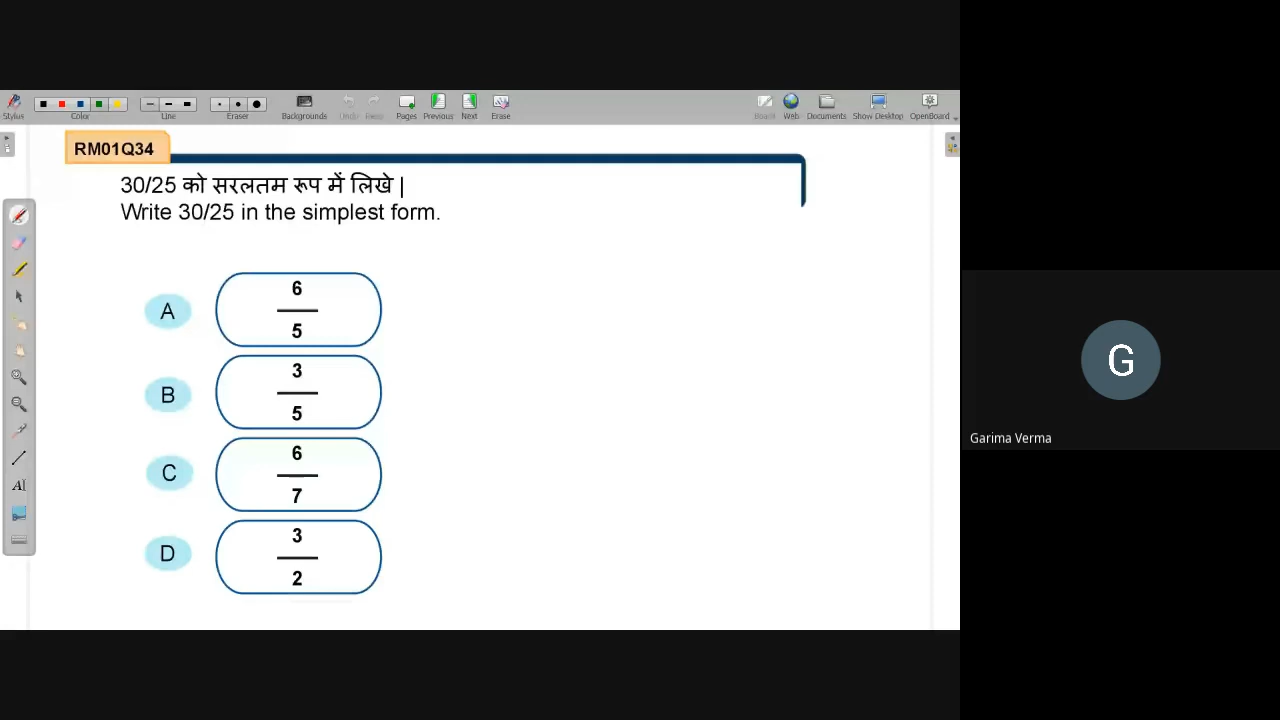 Stylus
Color
Line
Eraser
Backgrounds
Undo
Redo
Pages
Previous
Next
Erase
Board
Web
Documents
Show Desktop
OpenBoard
RM01Q34
30/25 को सरलतम रूप में लिखे |
Write 30/25 in the simplest form.
A
6
5
B
3
5
C
6
7
D
3
2
G
Garima Verma